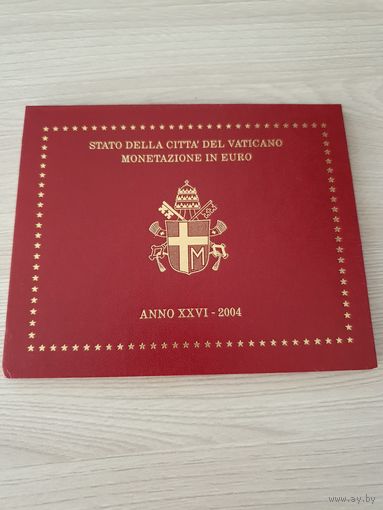 STATO DELLA CITTA' DEL VATICANO
MONETAZIONE IN EURO
M
ANNO XXVI - 2004
www.ay.by